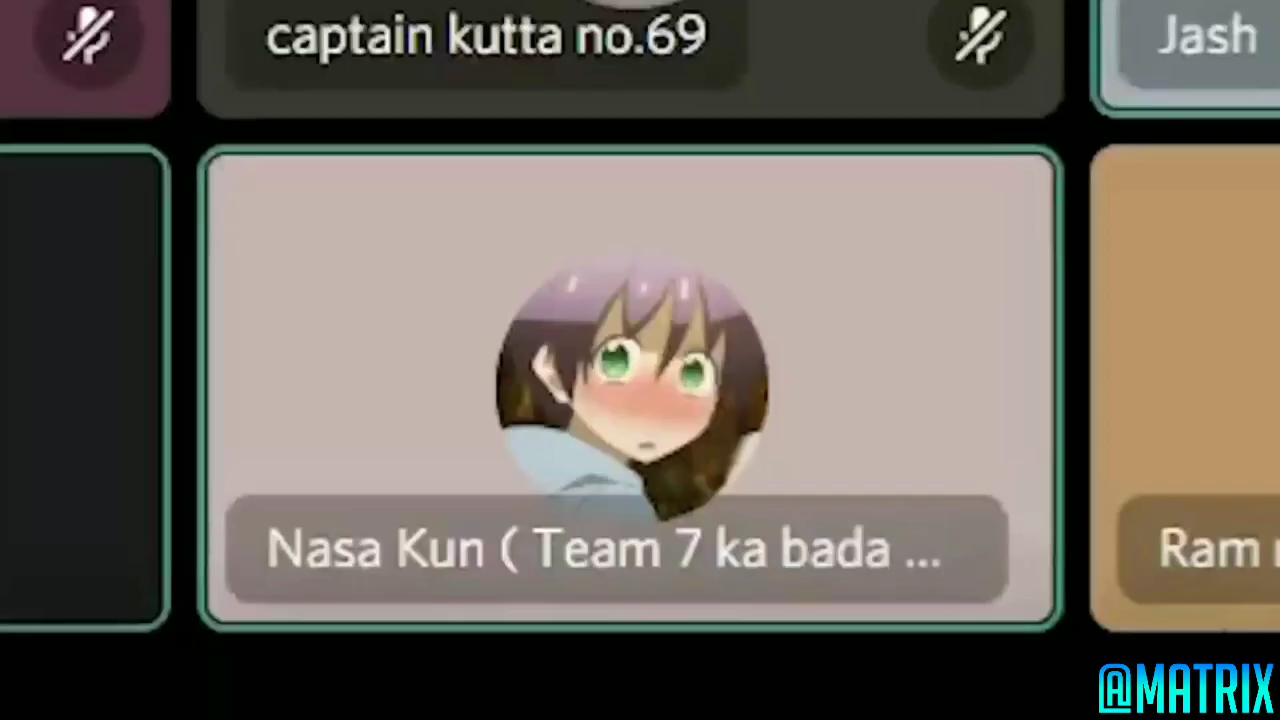 captain kutta no.69
Jash
Nasa Kun ( Team 7 ka bada ...
Ram
@MATRIX